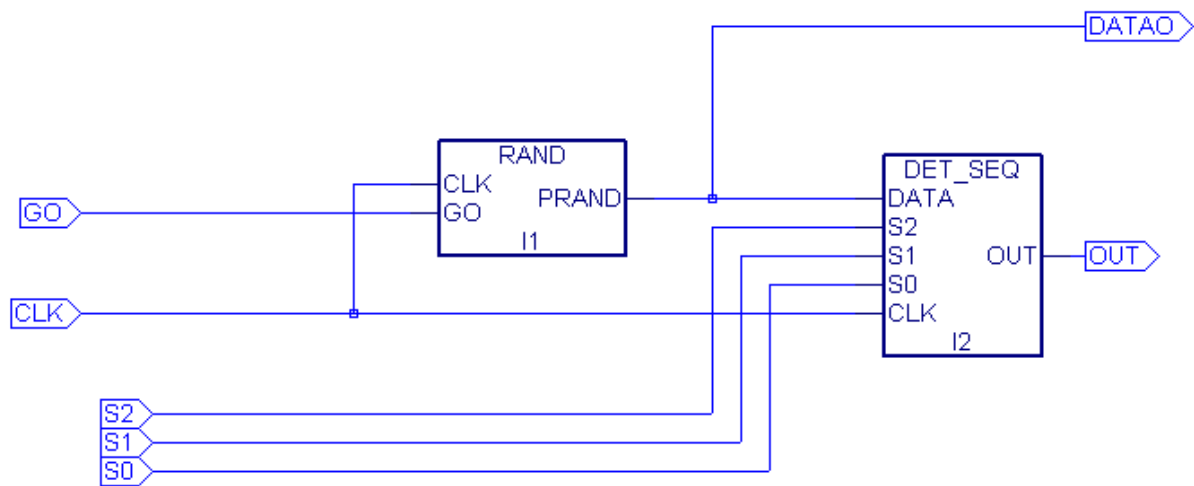 DATAO
RAND
CLK
GO
PRAND
I1
GO
CLK
DET_SEQ
DATA
S2
S1
S0
CLK
OUT
I2
OUT
S2
S1
S0